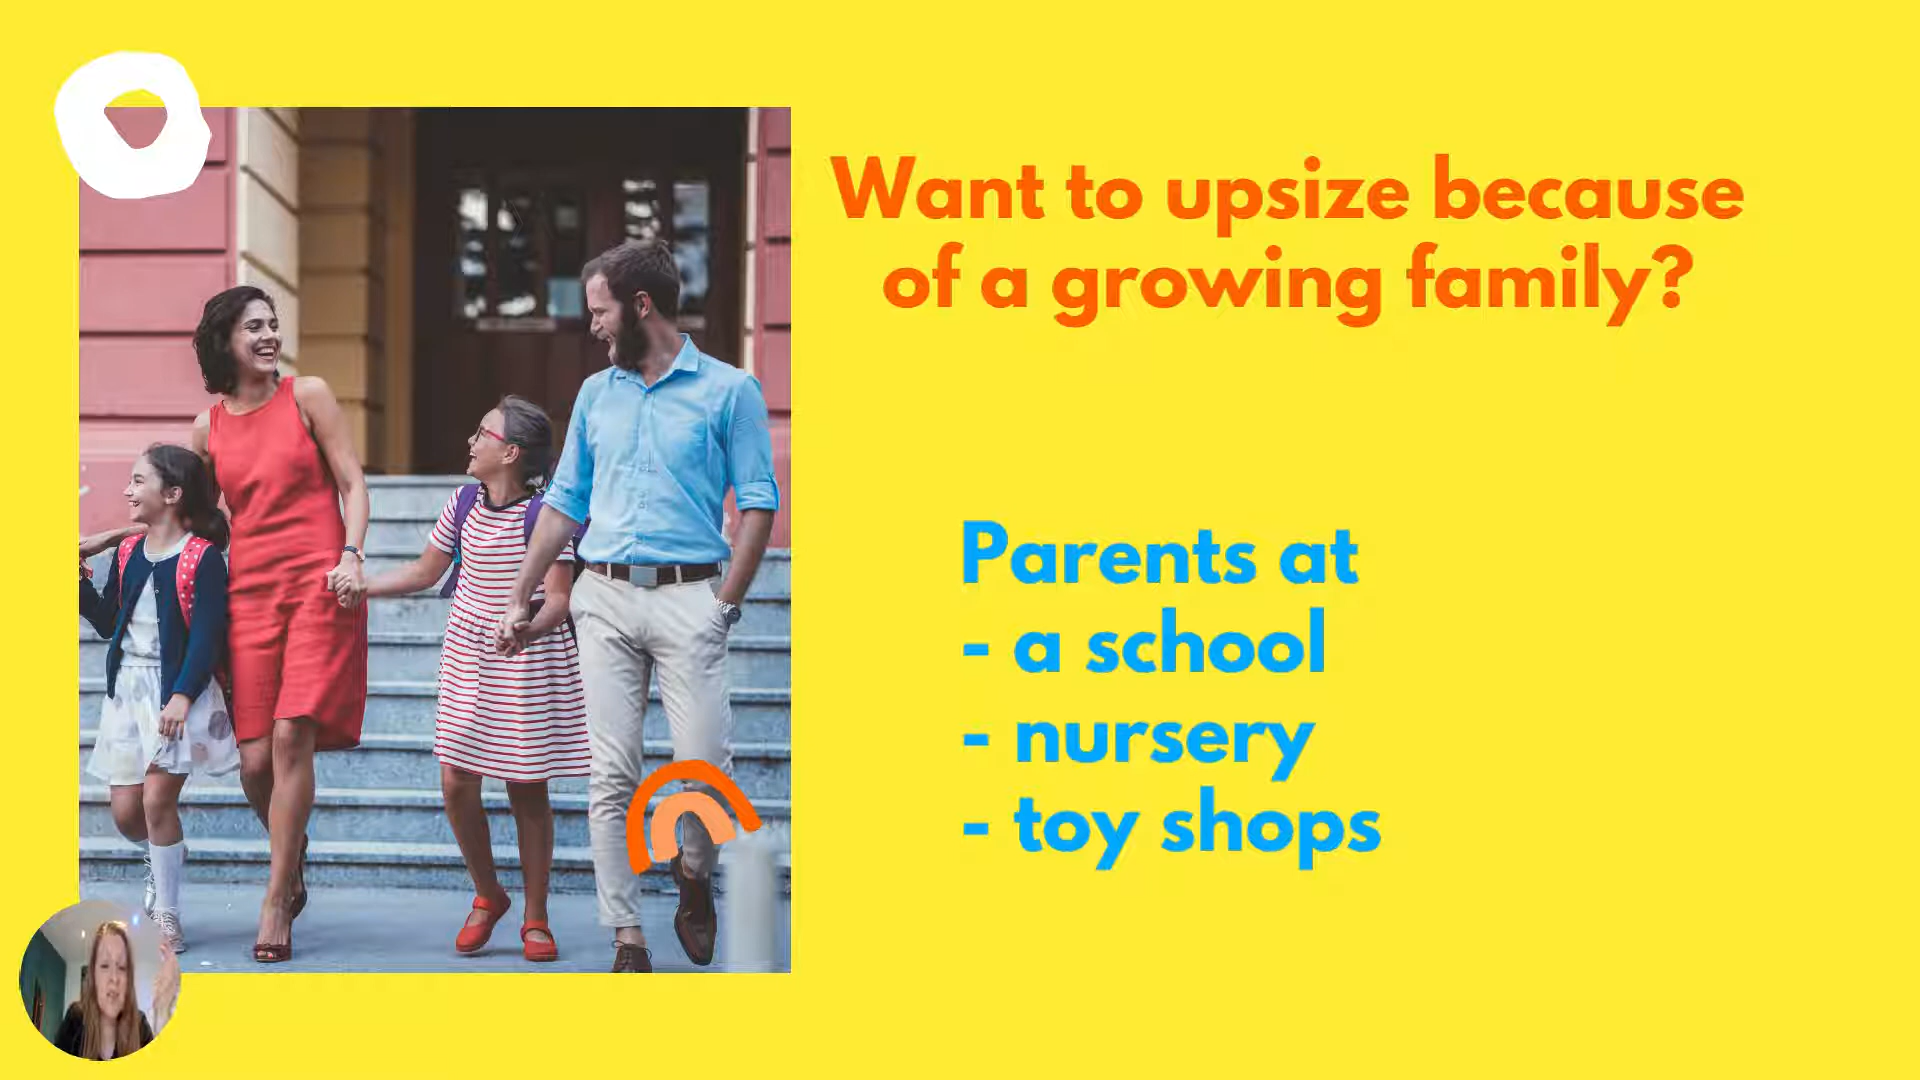 Want to upsize because
of a growing family?
Parents at
- a school
- nursery
- toy shops